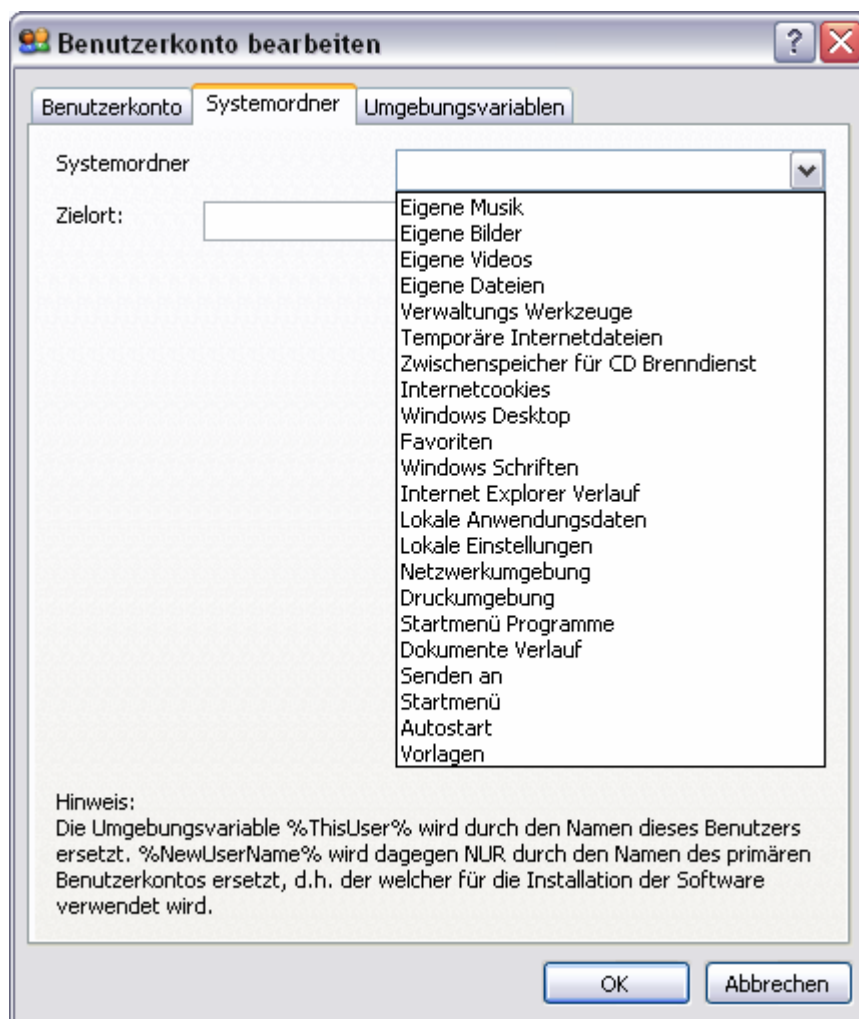 Benutzerkonto bearbeiten
Benutzerkonto Systemordner Umgebungsvariablen
Systemordner
Zielort:
Eigene Musik
Eigene Bilder
Eigene Videos
Eigene Dateien
Verwaltungs Werkzeuge
Temporäre Internetdateien
Zwischenspeicher für CD Brenndienst
Internetcookies
Windows Desktop
Favoriten
Windows Schriften
Internet Explorer Verlauf
Lokale Anwendungsdaten
Lokale Einstellungen
Netzwerkumgebung
Druckumgebung
Startmenü Programme
Dokumente Verlauf
Senden an
Startmenü
Autostart
Vorlagen
Hinweis:
Die Umgebungsvariable %ThisUser% wird durch den Namen dieses Benutzers
ersetzt. %NewUserName% wird dagegen NUR durch den Namen des primären
Benutzerkontos ersetzt, d.h. der welcher für die Installation der Software
verwendet wird.
OK Abbrechen